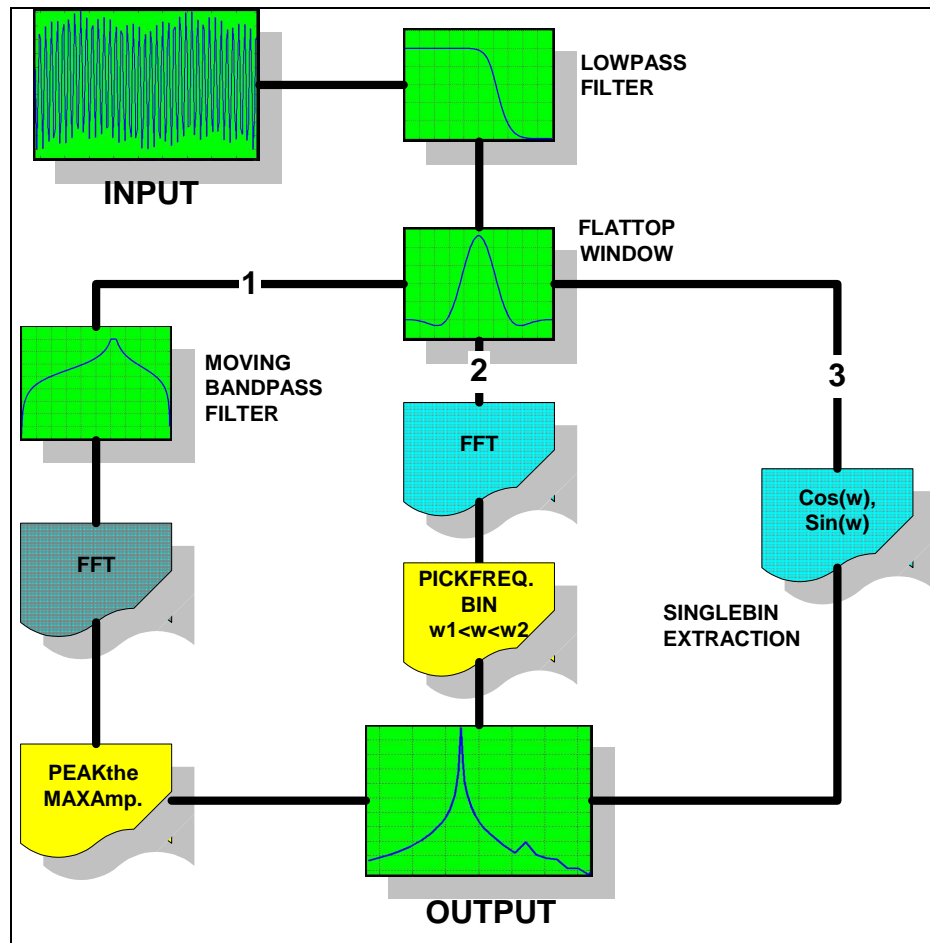 LOWPASS
FILTER
INPUT
FLATTOP
WINDOW
1
2
3
MOVING
BANDPASS
FILTER
FFT
Cos(w),
Sin(w)
FFT
PICKFREQ.
BIN
w1<w<w2
SINGLEBIN
EXTRACTION
PEAKthe
MAXAmp.
OUTPUT